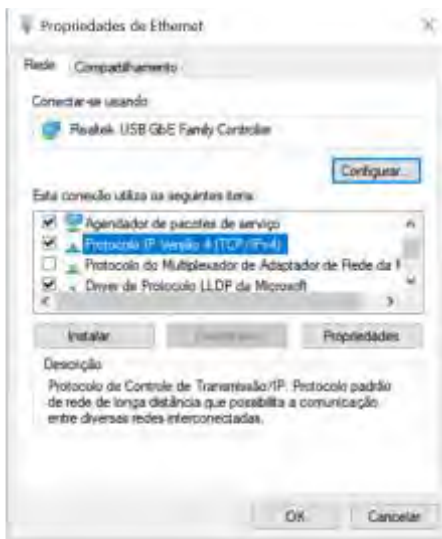 Propriedades de Ethernet
Rede Compartilhamento
Conectar-se usando
Realtek USB GbE Family Controller
Configurar...
Esta conexão utiliza os seguintes itens:
Agendador de pacotes de serviço
Protocolo IP Versão 4 (TCP/IPv4)
Protocolo do Multiplexador de Adaptador de Rede da
Driver de Protocolo LLDP da Microsoft
Instalar Propriedades
Descrição
Protocolo de Controle de Transmissão/IP. Protocolo padrão
de rede de longa distância que possibilita a comunicação
entre diversas redes interconectadas.
OK Cancelar